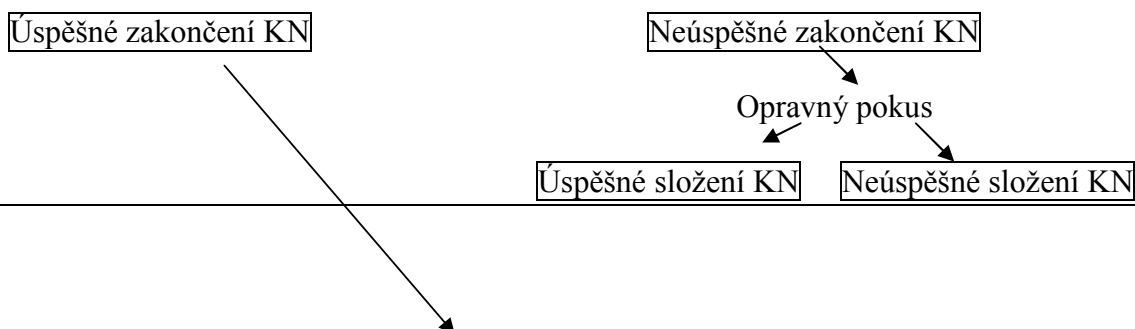 Úspěšné zakončení KN
Neúspěšné zakončení KN
Opravný pokus
Úspěšné složení KN
Neúspěšné složení KN